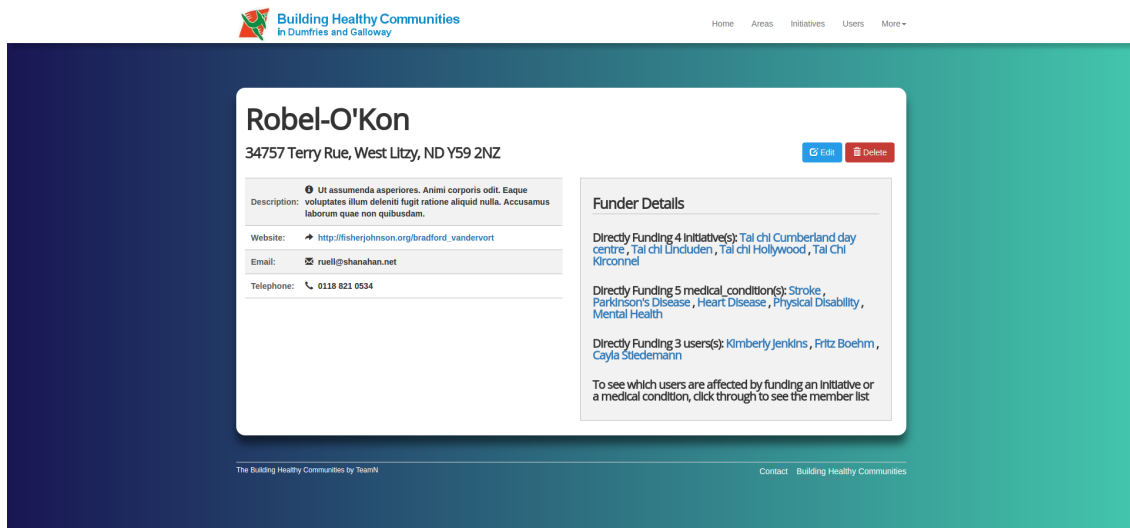 Building Healthy Communities
in Dumfries and Galloway
Home Areas Initiatives Users More
Robel-O'Kon
34757 Terry Rue, West Litzy, ND Y59 2NZ
Edit Delete
Description: Ut assumenda asperiores. Animi corporis odit. Eaque
voluptates illum deleniti fugit ratione aliquid nulla. Accusamus
laborum quae non quibusdam.
Website: http://fisherjohnson.org/bradford_vandervort
Email: ruell@shanahan.net
Telephone: 0118 821 0534
Funder Details
Directly Funding 4 initiative(s): Tai chi Cumberland day
centre , Tai chi Lincluden , Tai chi Hollywood , Tai Chi
Kirconnel
Directly Funding 5 medical_condition(s): Stroke ,
Parkinson's Disease , Heart Disease , Physical Disability ,
Mental Health
Directly Funding 3 users(s): Kimberly Jenkins , Fritz Boehm ,
Cayla Stiedemann
To see which users are affected by funding an initiative or
a medical condition, click through to see the member list
The Building Healthy Communities by TeamN
Contact Building Healthy Communities